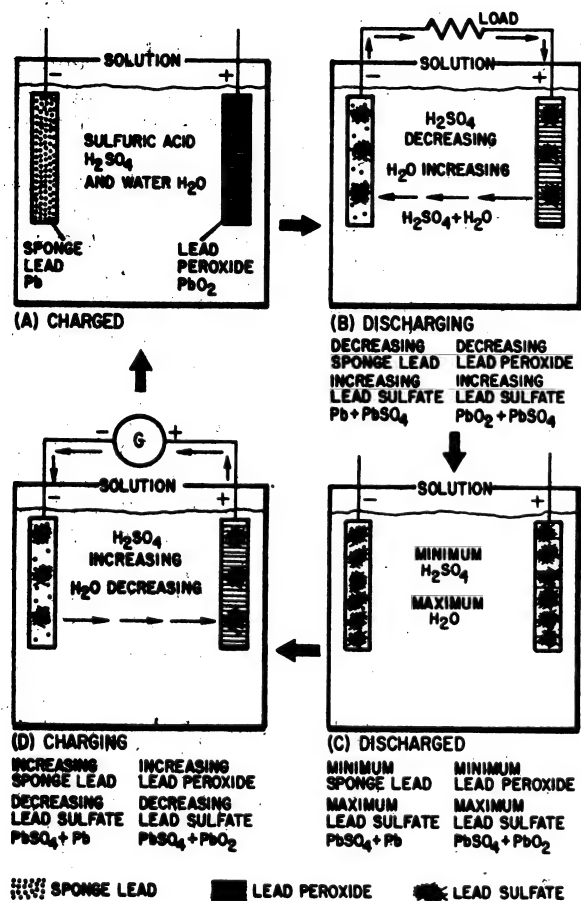 SOLUTION
− +
SULFURIC ACID
H₂SO₄
AND WATER H₂O
SPONGE
LEAD
Pb
LEAD
PEROXIDE
PbO₂
(A) CHARGED
LOAD
SOLUTION
− +
H₂SO₄
DECREASING
H₂O INCREASING
H₂SO₄+H₂O
(B) DISCHARGING
DECREASING
SPONGE LEAD
INCREASING
LEAD SULFATE
Pb+PbSO₄
DECREASING
LEAD PEROXIDE
INCREASING
LEAD SULFATE
PbO₂+PbSO₄
− G +
SOLUTION
− +
H₂SO₄
INCREASING
H₂O DECREASING
(D) CHARGING
INCREASING
SPONGE LEAD
DECREASING
LEAD SULFATE
PbSO₄+Pb
INCREASING
LEAD PEROXIDE
DECREASING
LEAD SULFATE
PbSO₄+PbO₂
SOLUTION
− +
MINIMUM
H₂SO₄
MAXIMUM
H₂O
(C) DISCHARGED
MINIMUM
SPONGE LEAD
MAXIMUM
LEAD SULFATE
PbSO₄+Pb
MINIMUM
LEAD PEROXIDE
MAXIMUM
LEAD SULFATE
PbSO₄+PbO₂
SPONGE LEAD
LEAD PEROXIDE
LEAD SULFATE